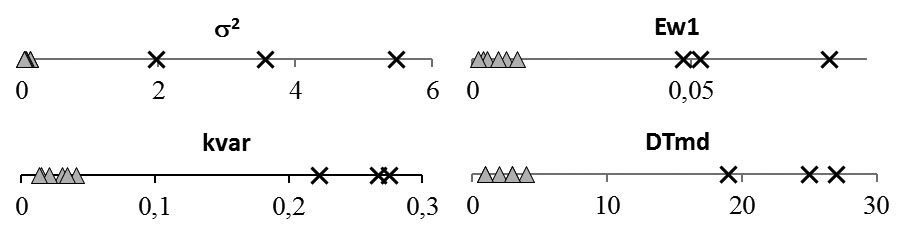 σ²
Ew1
0 2 4 6
0 0,05
kvar
DTmd
0 0,1 0,2 0,3
0 10 20 30